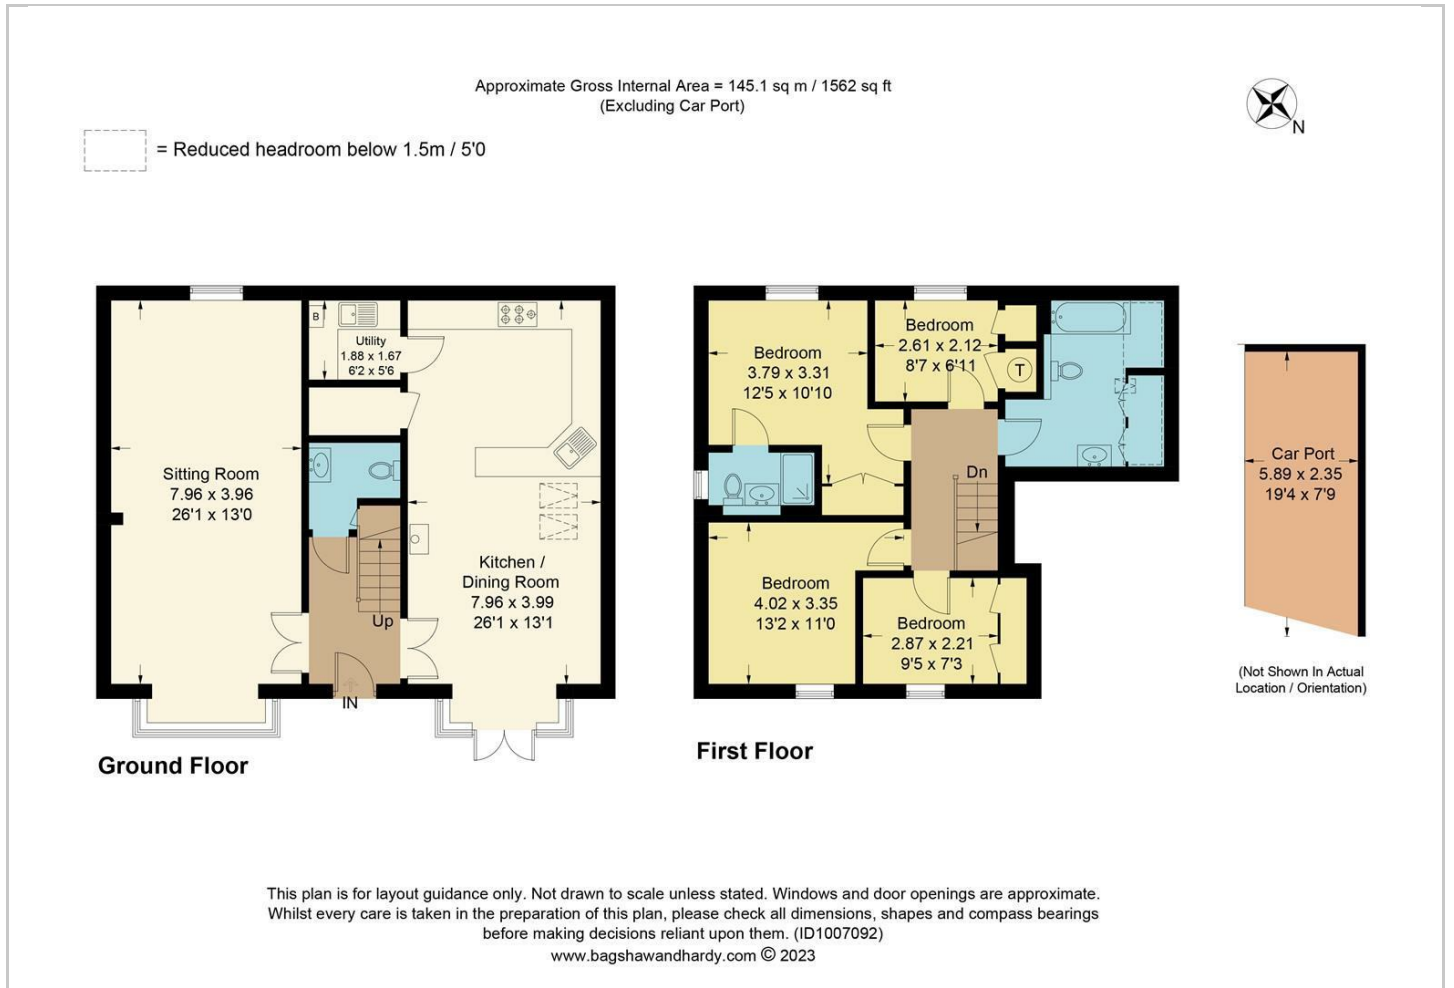 Approximate Gross Internal Area = 145.1 sq m / 1562 sq ft
(Excluding Car Port)
N
= Reduced headroom below 1.5m / 5'0
B
Utility
1.88 x 1.67
6'2 x 5'6
Sitting Room
7.96 x 3.96
26'1 x 13'0
Kitchen /
Dining Room
7.96 x 3.99
26'1 x 13'1
Up
IN
Ground Floor
Bedroom
3.79 x 3.31
12'5 x 10'10
Bedroom
2.61 x 2.12
8'7 x 6'11
T
Dn
Bedroom
4.02 x 3.35
13'2 x 11'0
Bedroom
2.87 x 2.21
9'5 x 7'3
First Floor
Car Port
5.89 x 2.35
19'4 x 7'9
(Not Shown In Actual
Location / Orientation)
This plan is for layout guidance only. Not drawn to scale unless stated. Windows and door openings are approximate.
Whilst every care is taken in the preparation of this plan, please check all dimensions, shapes and compass bearings
before making decisions reliant upon them. (ID1007092)
www.bagshawandhardy.com © 2023